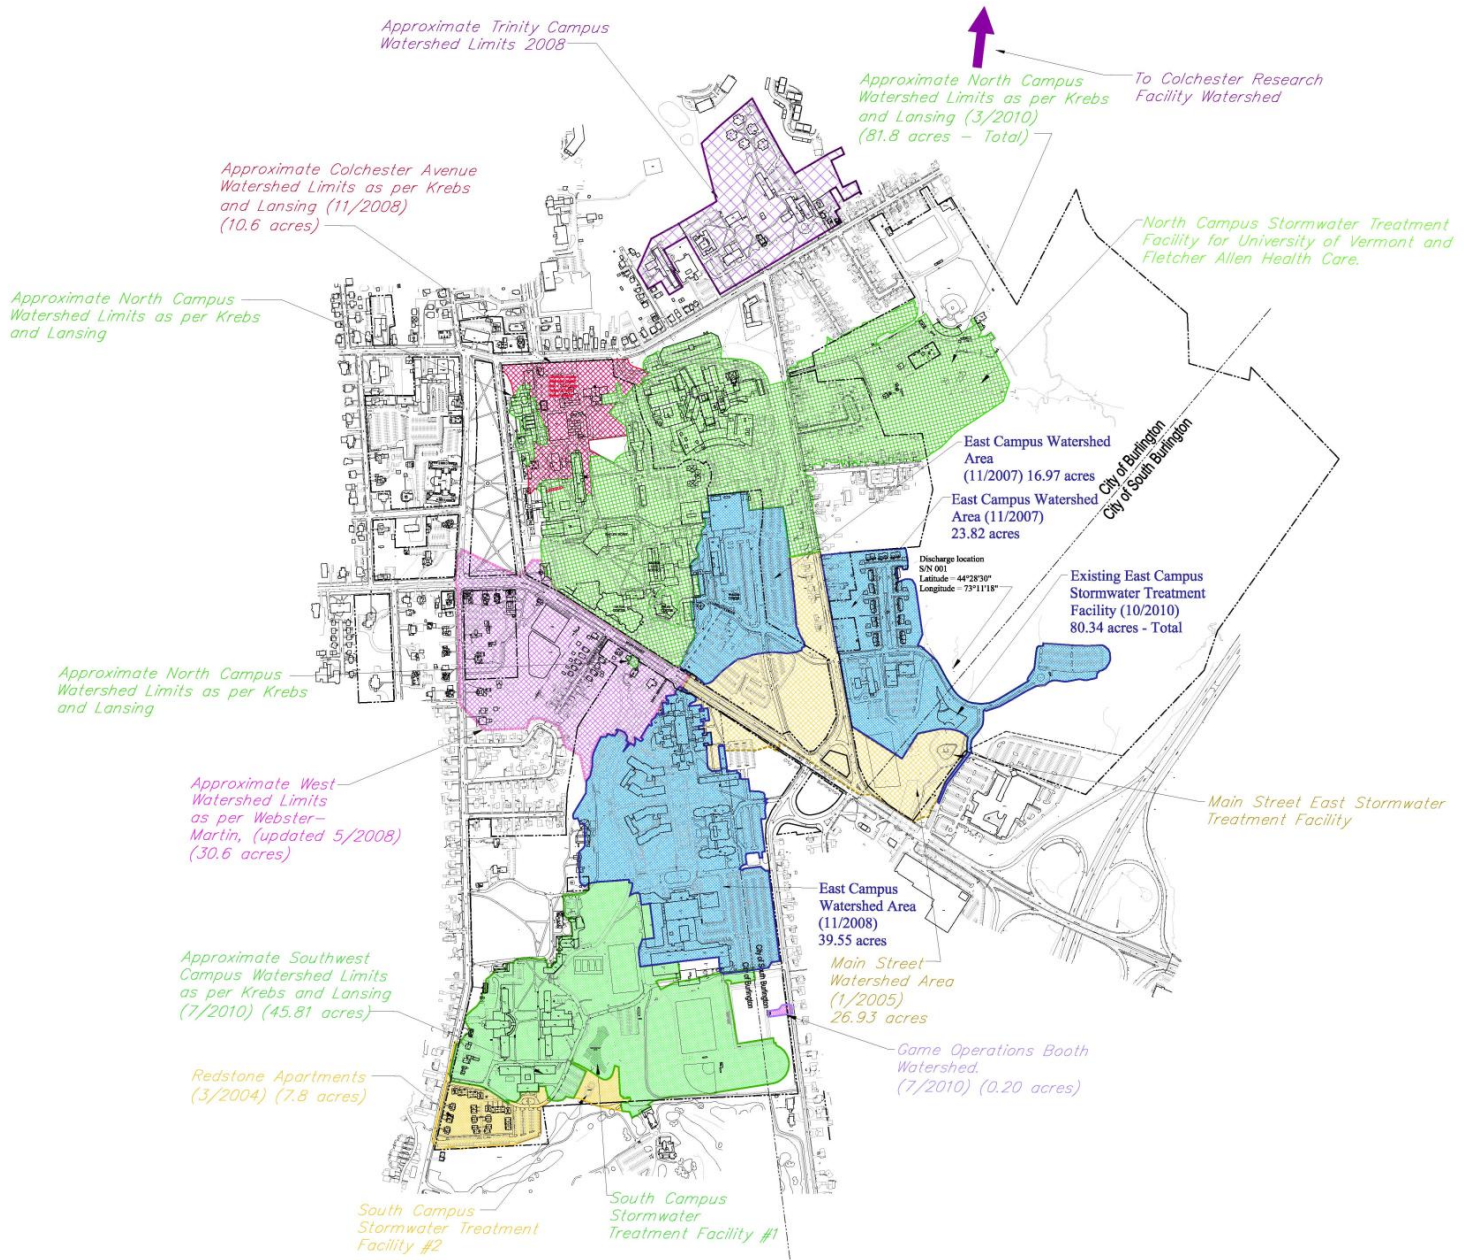 Approximate Trinity Campus
Watershed Limits 2008
To Colchester Research
Facility Watershed
Approximate North Campus
Watershed Limits as per Krebs
and Lansing (3/2010)
(81.8 acres - Total)
Approximate Colchester Avenue
Watershed Limits as per Krebs
and Lansing (11/2008)
(10.6 acres)
North Campus Stormwater Treatment
Facility for University of Vermont and
Fletcher Allen Health Care.
Approximate North Campus
Watershed Limits as per Krebs
and Lansing
East Campus Watershed
Area
(11/2007) 16.97 acres
City of Burlington
City of South Burlington
East Campus Watershed
Area (11/2007)
23.82 acres
Discharge location
S/N 001
Latitude = 44°28'30"
Longitude = 73°11'18"
Existing East Campus
Stormwater Treatment
Facility (10/2010)
80.34 acres - Total
Approximate North Campus
Watershed Limits as per Krebs
and Lansing
Approximate West
Watershed Limits
as per Webster-
Martin, (updated 5/2008)
(30.6 acres)
Main Street East Stormwater
Treatment Facility
East Campus
Watershed Area
(11/2008)
39.55 acres
Approximate Southwest
Campus Watershed Limits
as per Krebs and Lansing
(7/2010) (45.81 acres)
City of South Burlington
City of Burlington
Main Street
Watershed Area
(1/2005)
26.93 acres
Game Operations Booth
Watershed.
(7/2010) (0.20 acres)
Redstone Apartments
(3/2004) (7.8 acres)
South Campus
Stormwater Treatment
Facility #2
South Campus
Stormwater
Treatment Facility #1